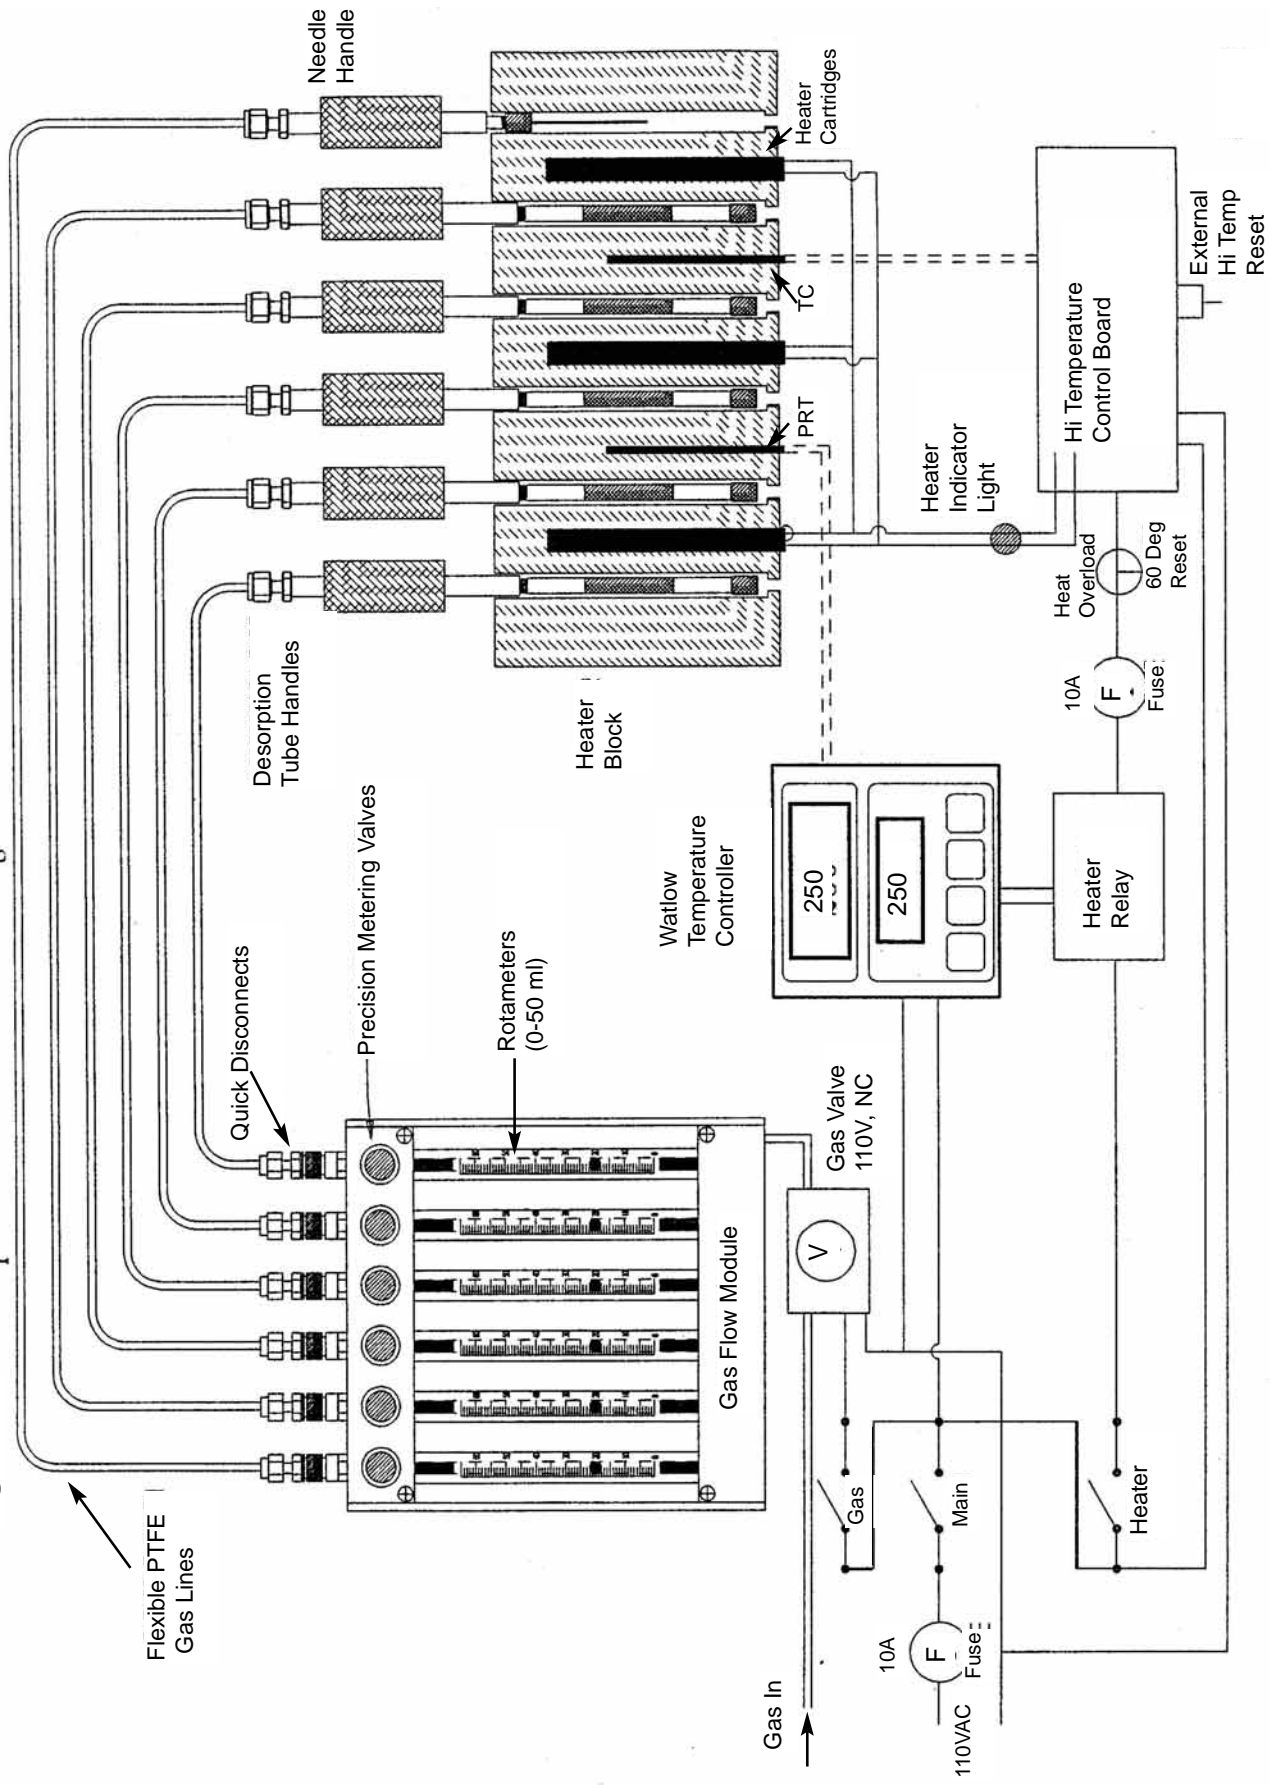 Flexible PTFE
Gas Lines
Quick Disconnects
Precision Metering Valves
Rotameters
(0-50 ml)
Gas Flow Module
Desorption
Tube Handles
Needle
Handle
Heater
Block
Heater
Cartridges
TC
PRT
Watlow
Temperature
Controller
250
250
Heater
Indicator
Light
Hi Temperature
Control Board
External
Hi Temp
Reset
Heat
Overload
60 Deg
Reset
10A
F
Fuse
Heater
Relay
Gas Valve
110V, NC
V
Gas In
Gas
Main
Heater
10A
F
Fuse
110VAC